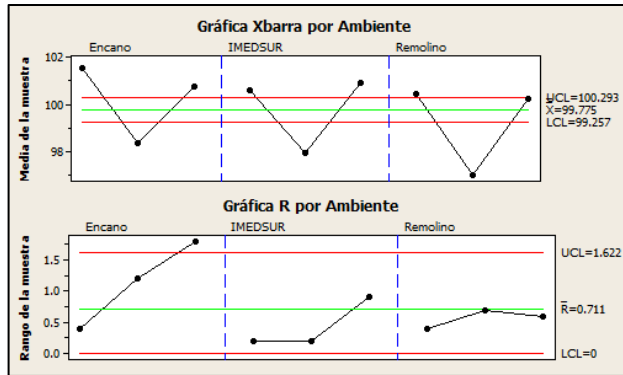 Gráfica Xbarra por Ambiente
Encano IMEDSUR Remolino
Media de la muestra
102
100
98
UCL=100.293
X=99.775
LCL=99.257
Gráfica R por Ambiente
Encano IMEDSUR Remolino
Rango de la muestra
1.5
1.0
0.5
0.0
UCL=1.622
R̄=0.711
LCL=0